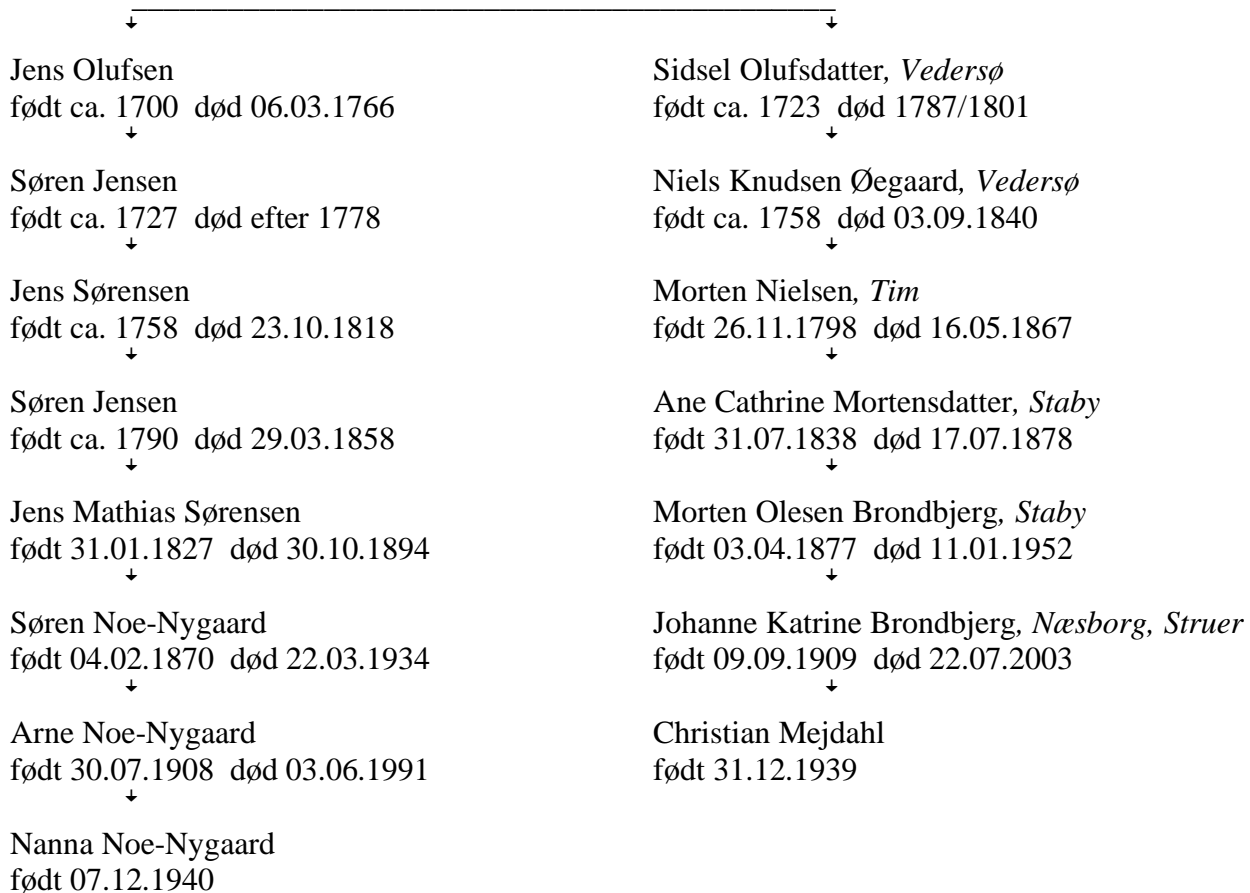 Jens Olufsen
født ca. 1700 død 06.03.1766
Søren Jensen
født ca. 1727 død efter 1778
Jens Sørensen
født ca. 1758 død 23.10.1818
Søren Jensen
født ca. 1790 død 29.03.1858
Jens Mathias Sørensen
født 31.01.1827 død 30.10.1894
Søren Noe-Nygaard
født 04.02.1870 død 22.03.1934
Arne Noe-Nygaard
født 30.07.1908 død 03.06.1991
Nanna Noe-Nygaard
født 07.12.1940
Sidsel Olufsdatter, Vedersø
født ca. 1723 død 1787/1801
Niels Knudsen Øegaard, Vedersø
født ca. 1758 død 03.09.1840
Morten Nielsen, Tim
født 26.11.1798 død 16.05.1867
Ane Cathrine Mortensdatter, Staby
født 31.07.1838 død 17.07.1878
Morten Olesen Brondbjerg, Staby
født 03.04.1877 død 11.01.1952
Johanne Katrine Brondbjerg, Næsborg, Struer
født 09.09.1909 død 22.07.2003
Christian Mejdahl
født 31.12.1939